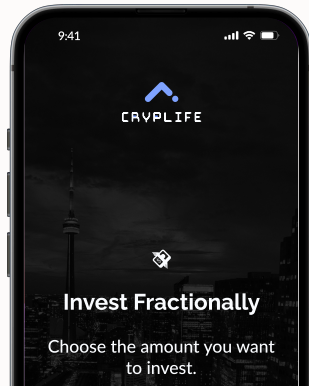 9:41
CRYPLIFE
Invest Fractionally
Choose the amount you want
to invest.